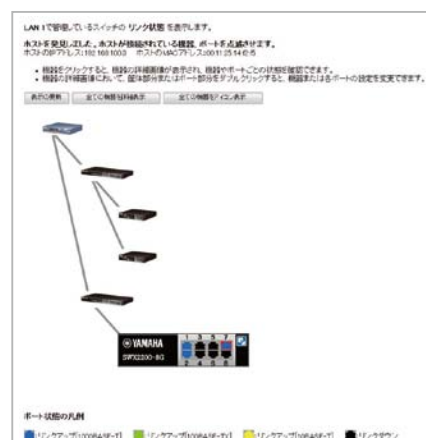 LAN 1で管理しているスイッチの リンク状態 を表示します。
ホストを発見しました。ホストが接続されている機器、ポートを点滅させます。
ホストのIPアドレス:192.168.100.3 ホストのMACアドレス:00:11:25:14:f2:f5
• 機器をクリックすると、機器の詳細画像が表示され、機器やポートごとの状態を確認できます。
• 機器の詳細画像において、筐体部分またはポート部分をダブルクリックすると、機器または各ポートの設定を変更できます。
表示の更新 全ての機器を詳細表示 全ての機器をアイコン表示
YAMAHA
SWX2200-8G
1 3 5 7
2 4 6 8
ポート状態の凡例
:リンクアップ[1000BASE-T] :リンクアップ[100BASE-TX] :リンクアップ[10BASE-T] :リンクダウン